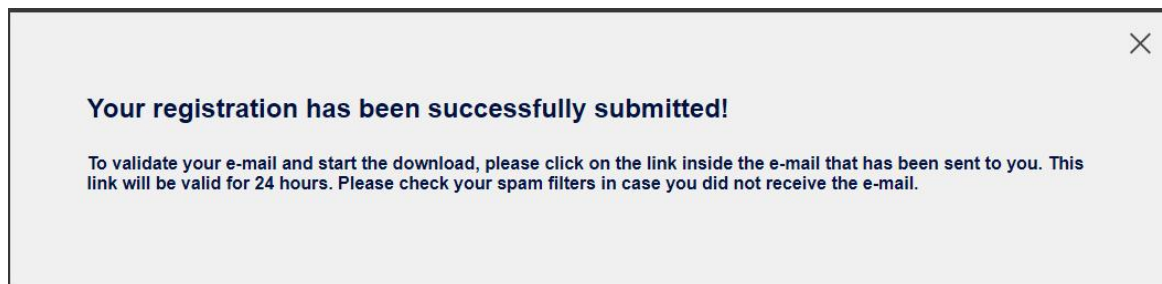 Your registration has been successfully submitted!
To validate your e-mail and start the download, please click on the link inside the e-mail that has been sent to you. This
link will be valid for 24 hours. Please check your spam filters in case you did not receive the e-mail.